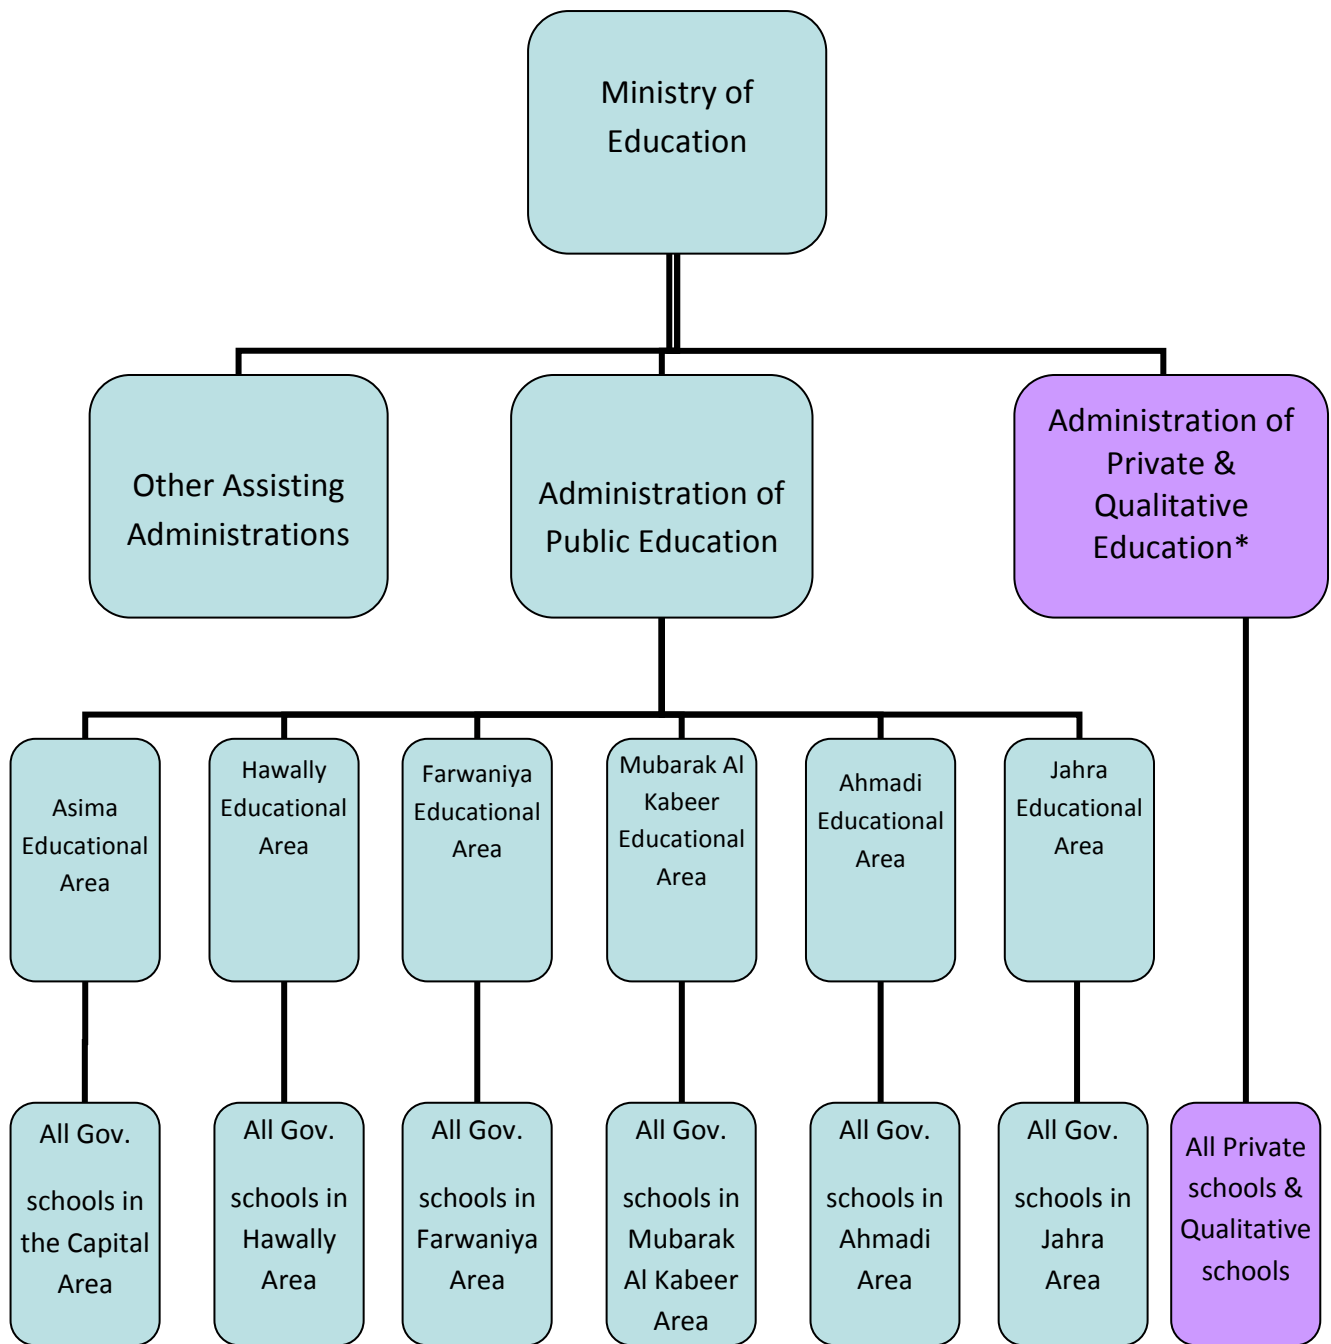 Ministry of
Education
Other Assisting
Administrations
Administration of
Public Education
Administration of
Private &
Qualitative
Education*
Asima
Educational
Area
Hawally
Educational
Area
Farwaniya
Educational
Area
Mubarak Al
Kabeer
Educational
Area
Ahmadi
Educational
Area
Jahra
Educational
Area
All Gov.
schools in
the Capital
Area
All Gov.
schools in
Hawally
Area
All Gov.
schools in
Farwaniya
Area
All Gov.
schools in
Mubarak
Al Kabeer
Area
All Gov.
schools in
Ahmadi
Area
All Gov.
schools in
Jahra
Area
All Private
schools &
Qualitative
schools